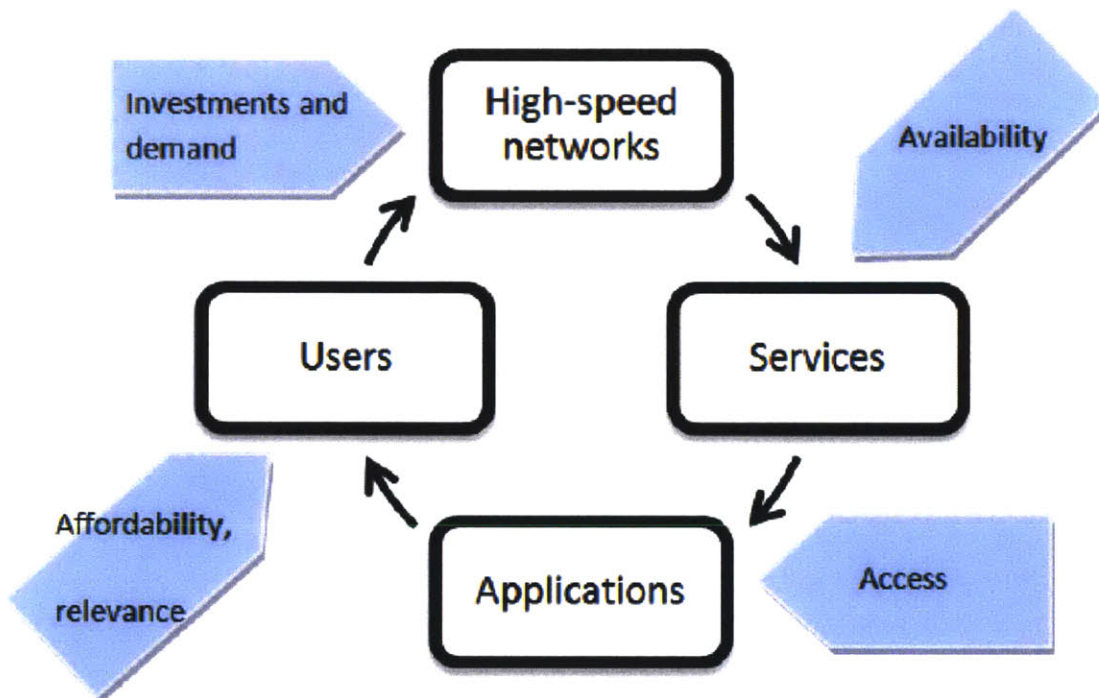 Investments and
demand
High-speed
networks
Availability
Users
Services
Affordability,
relevance
Applications
Access